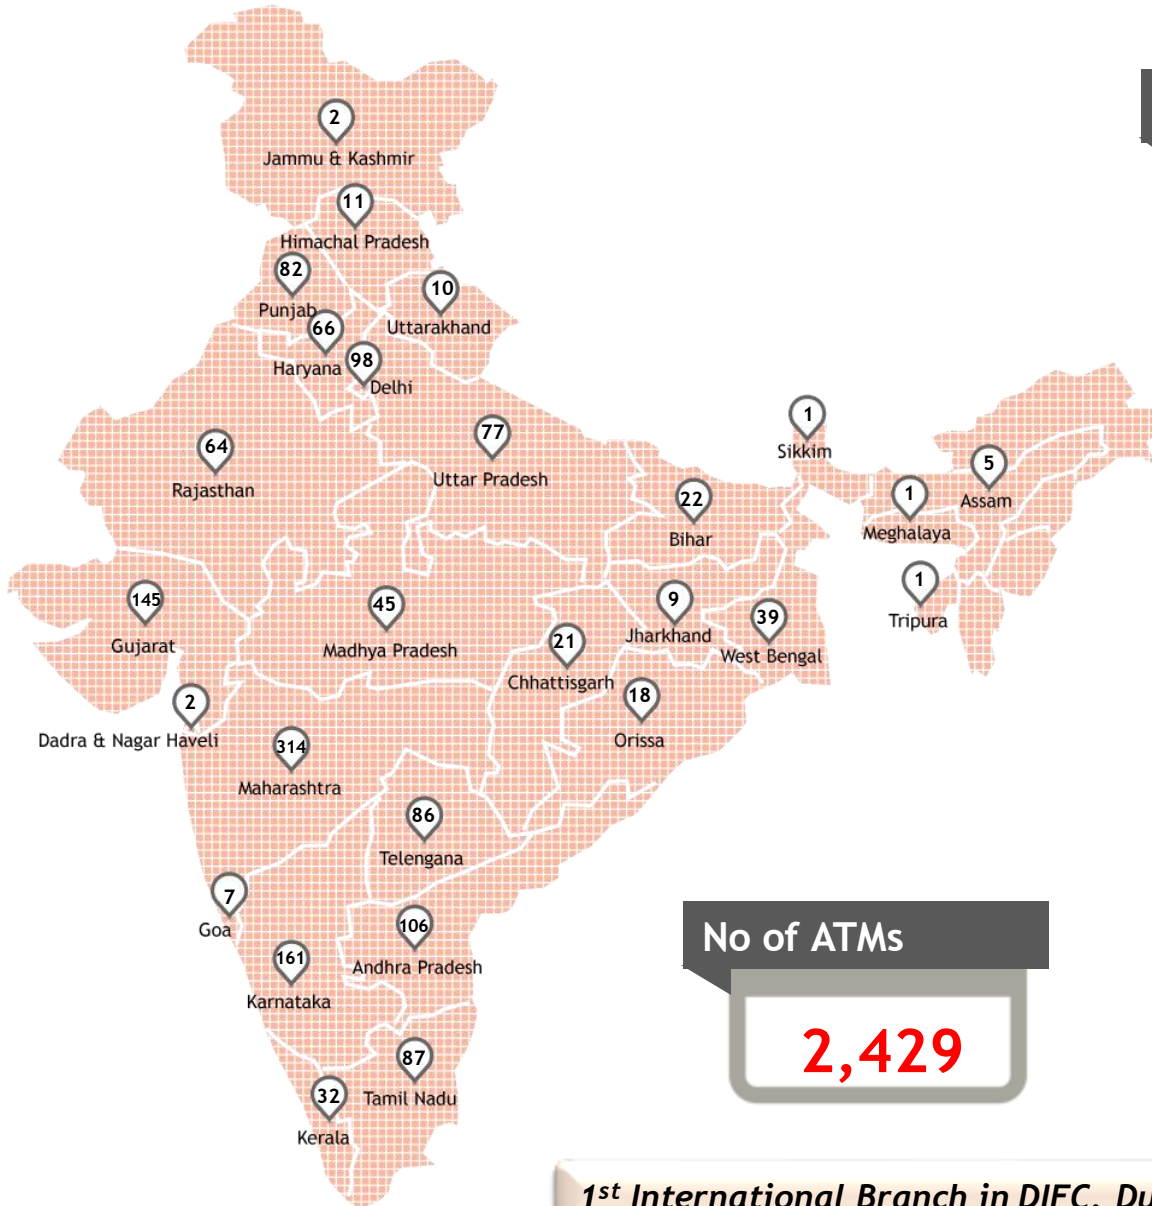 2
Jammu & Kashmir
11
Himachal Pradesh
82
Punjab
10
Uttarakhand
66
Haryana
98
Delhi
77
Uttar Pradesh
64
Rajasthan
1
Sikkim
5
Assam
1
Meghalaya
22
Bihar
1
Tripura
145
Gujarat
45
Madhya Pradesh
9
Jharkhand
39
West Bengal
21
Chhattisgarh
18
Orissa
2
Dadra & Nagar Haveli
314
Maharashtra
86
Telengana
7
Goa
106
Andhra Pradesh
161
Karnataka
87
Tamil Nadu
32
Kerala
No of ATMs
2,429
1st International Branch in DIFC, Du